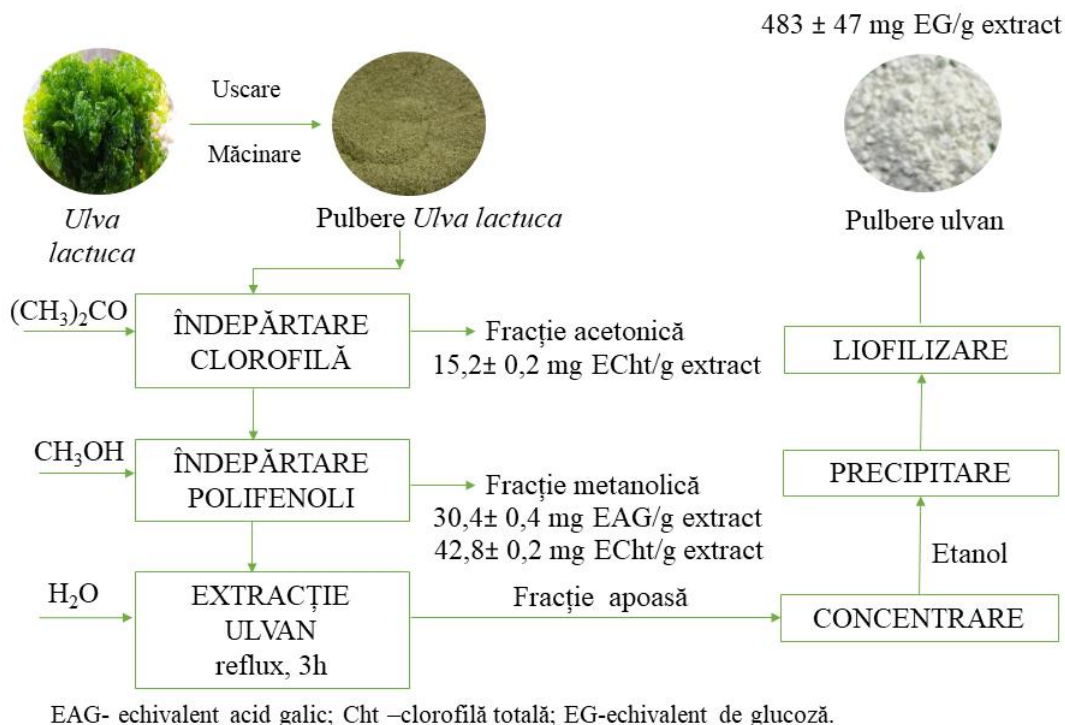 483 ± 47 mg EG/g extract
Uscare
Măcinare
Ulva
lactuca
Pulbere Ulva lactuca
Pulbere ulvan
(CH₃)₂CO
ÎNDEPĂRTARE
CLOROFILĂ
Fracție acetonică
15,2± 0,2 mg ECht/g extract
LIOFILIZARE
CH₃OH
ÎNDEPĂRTARE
POLIFENOLI
Fracție metanolică
30,4± 0,4 mg EAG/g extract
42,8± 0,2 mg ECht/g extract
PRECIPITARE
Etanol
H₂O
EXTRACȚIE
ULVAN
reflux, 3h
Fracție apoasă
CONCENTRARE
EAG- echivalent acid galic; Cht –clorofilă totală; EG-echivalent de glucoză.